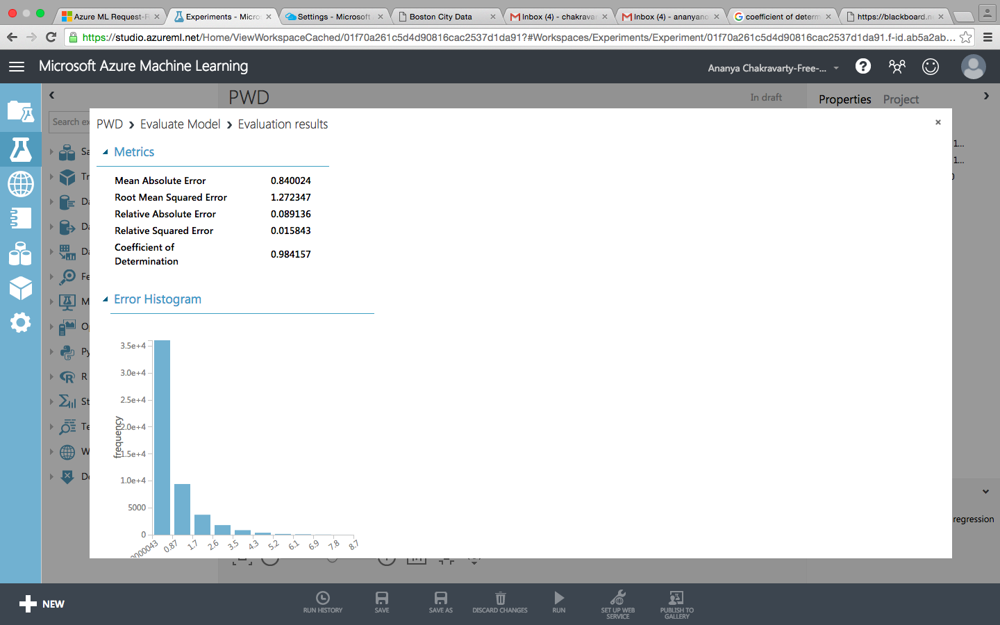 Azure ML Request-R
Experiments - Micro
Settings - Microsoft
Boston City Data
Inbox (4) - chakrava
Inbox (4) - ananyano
coefficient of determ
https://blackboard.n
https://studio.azureml.net/Home/ViewWorkspaceCached/01f70a261c5d4d90816cac2537d1da91?#Workspaces/Experiments/Experiment/01f70a261c5d4d90816cac2537d1da91.f-id.ab5a2ab...
Microsoft Azure Machine Learning
Ananya Chakravarty-Free-...
PWD
In draft
Properties Project
Search ex
PWD > Evaluate Model > Evaluation results
Metrics
Mean Absolute Error 0.840024
Root Mean Squared Error 1.272347
Relative Absolute Error 0.089136
Relative Squared Error 0.015843
Coefficient of
Determination 0.984157
Error Histogram
3.5e+4
3.0e+4
2.5e+4
2.0e+4
1.5e+4
1.0e+4
5000
0
frequency
0000043 0.87 1.7 2.6 3.5 4.3 5.2 6.1 6.9 7.8 8.7
Sa
Tr
Da
Da
Da
Fe
M
Op
Py
R
St
Te
W
De
1...
1...
regression
NEW
RUN HISTORY
SAVE
SAVE AS
DISCARD CHANGES
RUN
SET UP WEB
SERVICE
PUBLISH TO
GALLERY